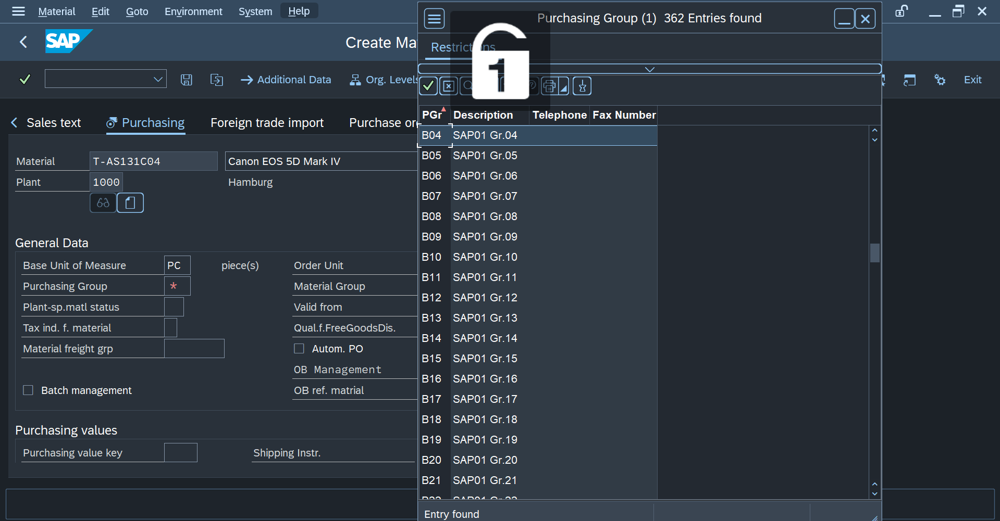 Material Edit Goto Environment System Help
Purchasing Group (1) 362 Entries found
SAP
Create Ma
Restrictions
1
Additional Data
Org. Levels
Exit
Sales text
Purchasing
Foreign trade import
Purchase or
PGr Description Telephone Fax Number
B04 SAP01 Gr.04
B05 SAP01 Gr.05
B06 SAP01 Gr.06
B07 SAP01 Gr.07
B08 SAP01 Gr.08
B09 SAP01 Gr.09
B10 SAP01 Gr.10
B11 SAP01 Gr.11
B12 SAP01 Gr.12
B13 SAP01 Gr.13
B14 SAP01 Gr.14
B15 SAP01 Gr.15
B16 SAP01 Gr.16
B17 SAP01 Gr.17
B18 SAP01 Gr.18
B19 SAP01 Gr.19
B20 SAP01 Gr.20
B21 SAP01 Gr.21
Entry found
Material T-AS131C04 Canon EOS 5D Mark IV
Plant 1000 Hamburg
General Data
Base Unit of Measure PC piece(s) Order Unit
Purchasing Group * Material Group
Plant-sp.matl status Valid from
Tax ind. f. material Qual.f.FreeGoodsDis.
Material freight grp Autom. PO
OB Management
Batch management OB ref. matrial
Purchasing values
Purchasing value key Shipping Instr.